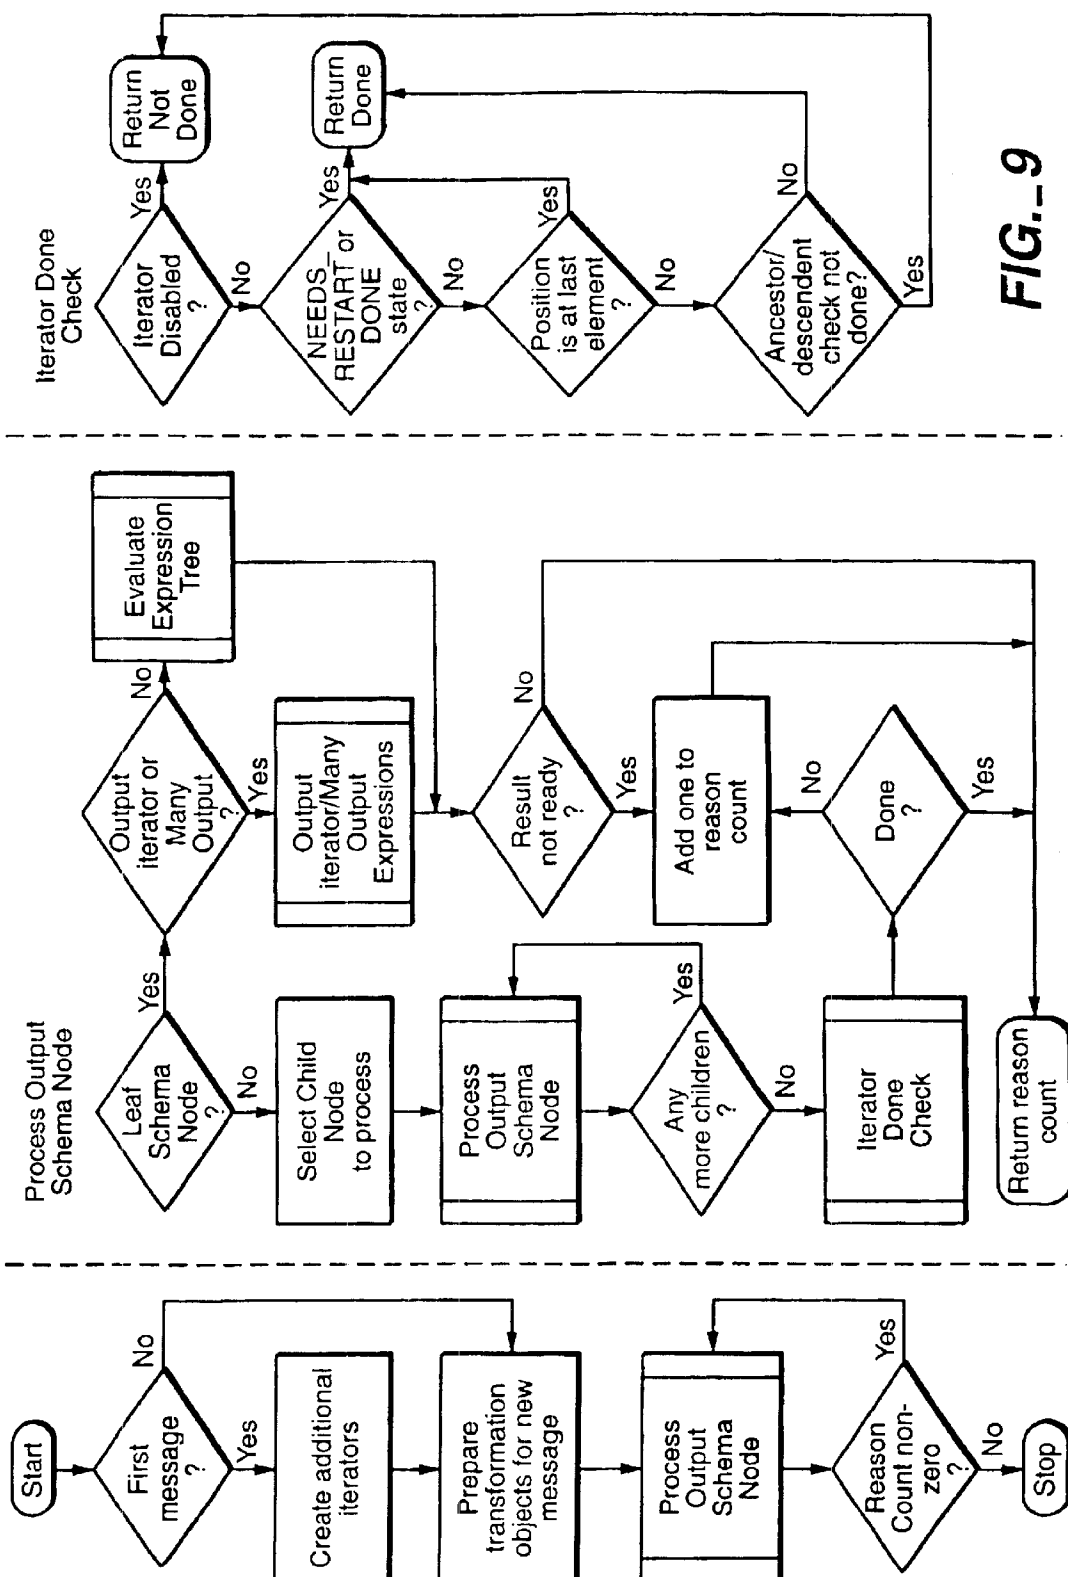 Start
First
message
?
No
Yes
Create additional
iterators
Prepare
transformation
objects for new
message
Process
Output
Schema
Node
Reason
Count non-
zero
?
Yes
No
Stop
Process Output
Schema Node
Leaf
Schema
Node
?
Yes
No
Select Child
Node
to process
Process
Output
Schema
Node
Any
more children
?
Yes
No
Iterator
Done
Check
Return reason
count
Output
iterator or
Many
Output
?
No
Yes
Evaluate
Expression
Tree
Output
iterator/Many
Output
Expressions
Result
not ready
?
No
Yes
Add one to
reason
count
No
Done
?
Yes
Iterator Done
Check
Iterator
Disabled
?
Yes
No
Return
Not
Done
NEEDS_
RESTART or
DONE
state
?
Yes
No
Return
Done
Position
is at last
element
?
Yes
No
Ancestor/
descendent
check not
done?
No
Yes
FIG._9